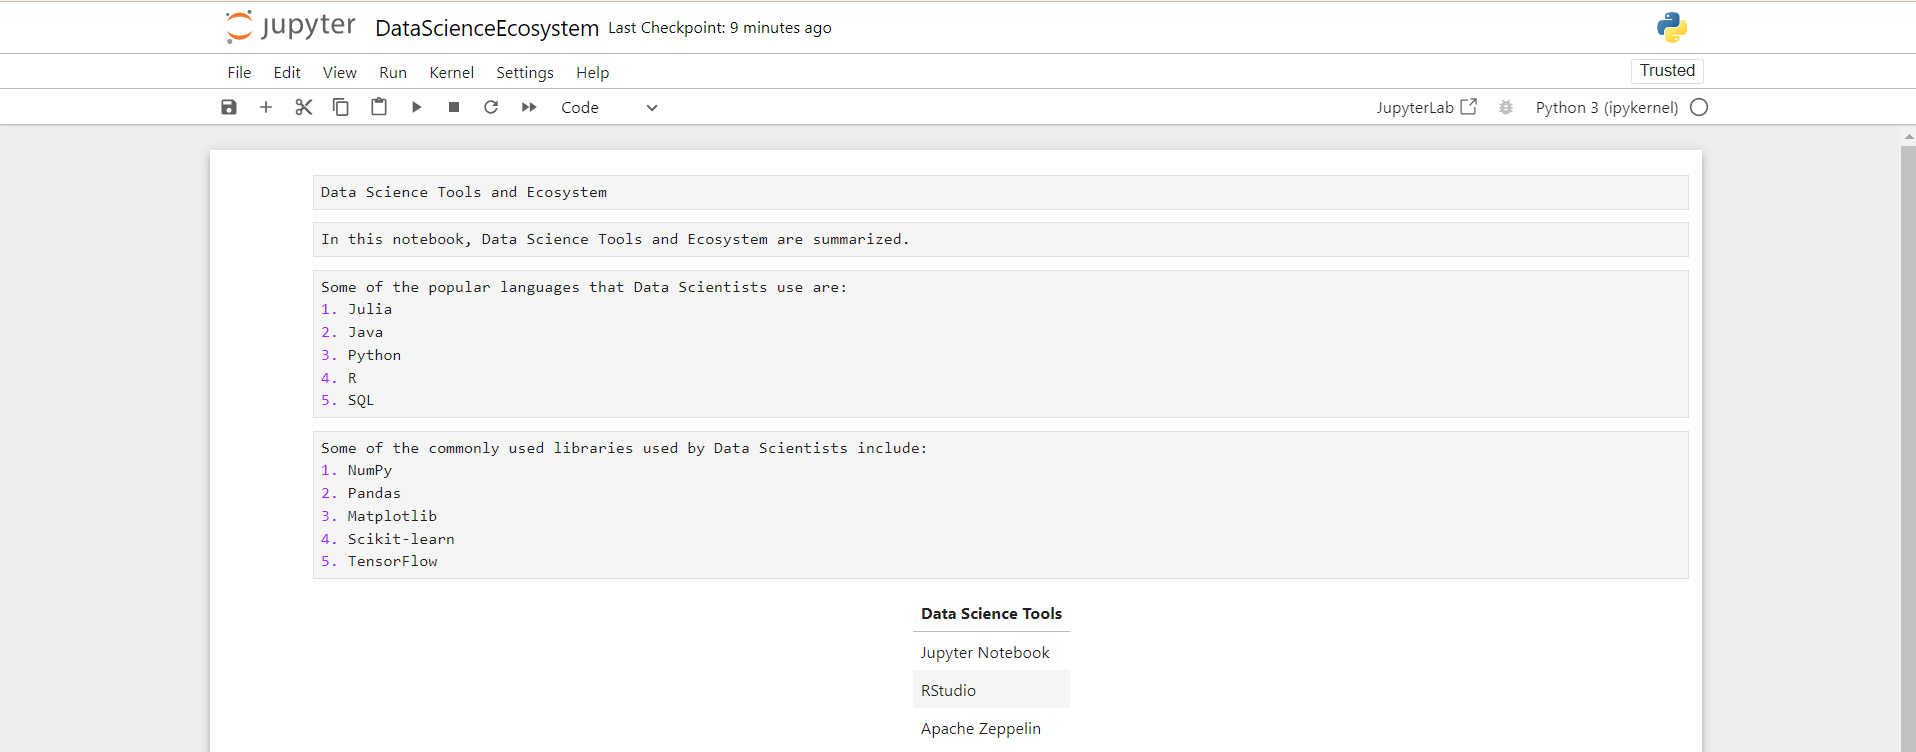 jupyter DataScienceEcosystem Last Checkpoint: 9 minutes ago
File Edit View Run Kernel Settings Help Trusted
Code JupyterLab Python 3 (ipykernel)
Data Science Tools and Ecosystem
In this notebook, Data Science Tools and Ecosystem are summarized.
Some of the popular languages that Data Scientists use are:
1. Julia
2. Java
3. Python
4. R
5. SQL
Some of the commonly used libraries used by Data Scientists include:
1. NumPy
2. Pandas
3. Matplotlib
4. Scikit-learn
5. TensorFlow
Data Science Tools
Jupyter Notebook
RStudio
Apache Zeppelin